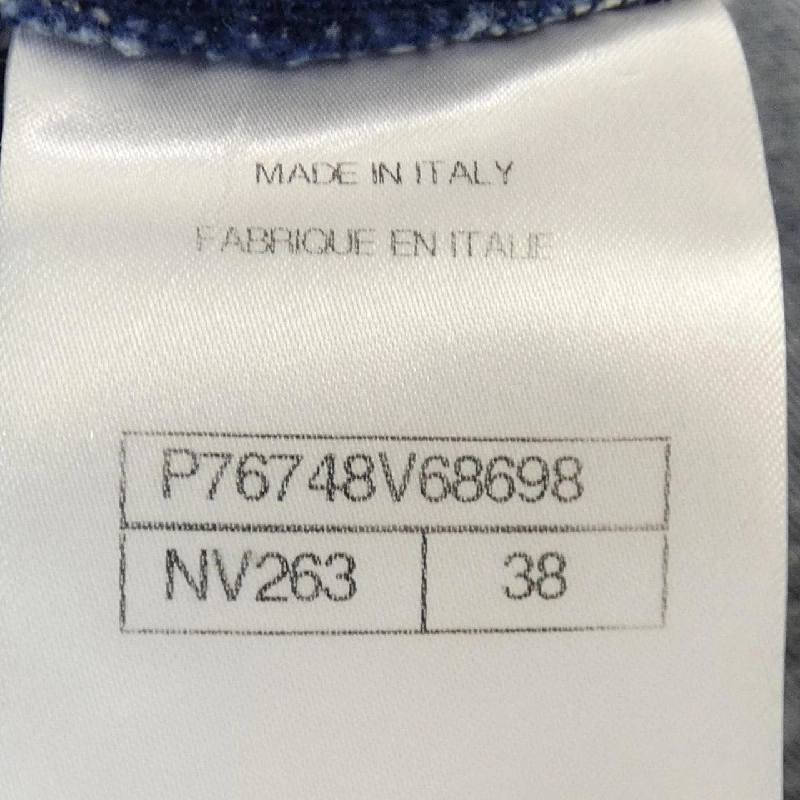 MADE IN ITALY
FABRIQUE EN ITALIE
P76748V68698
NV263 38